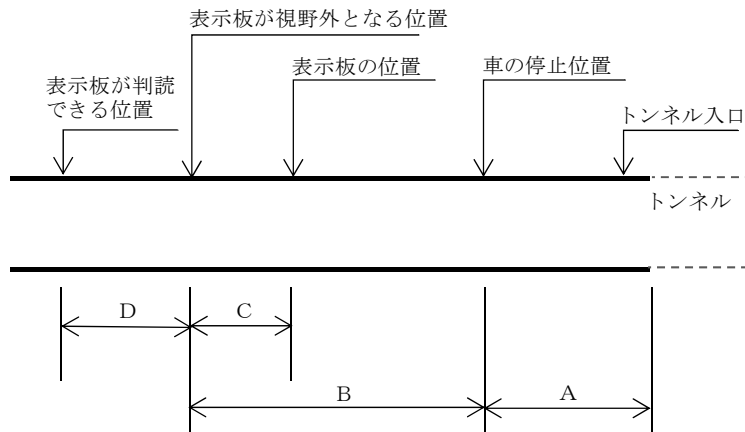 表示板が視野外となる位置
表示板の位置
車の停止位置
表示板が判読
できる位置
トンネル入口
トンネル
D
C
B
A